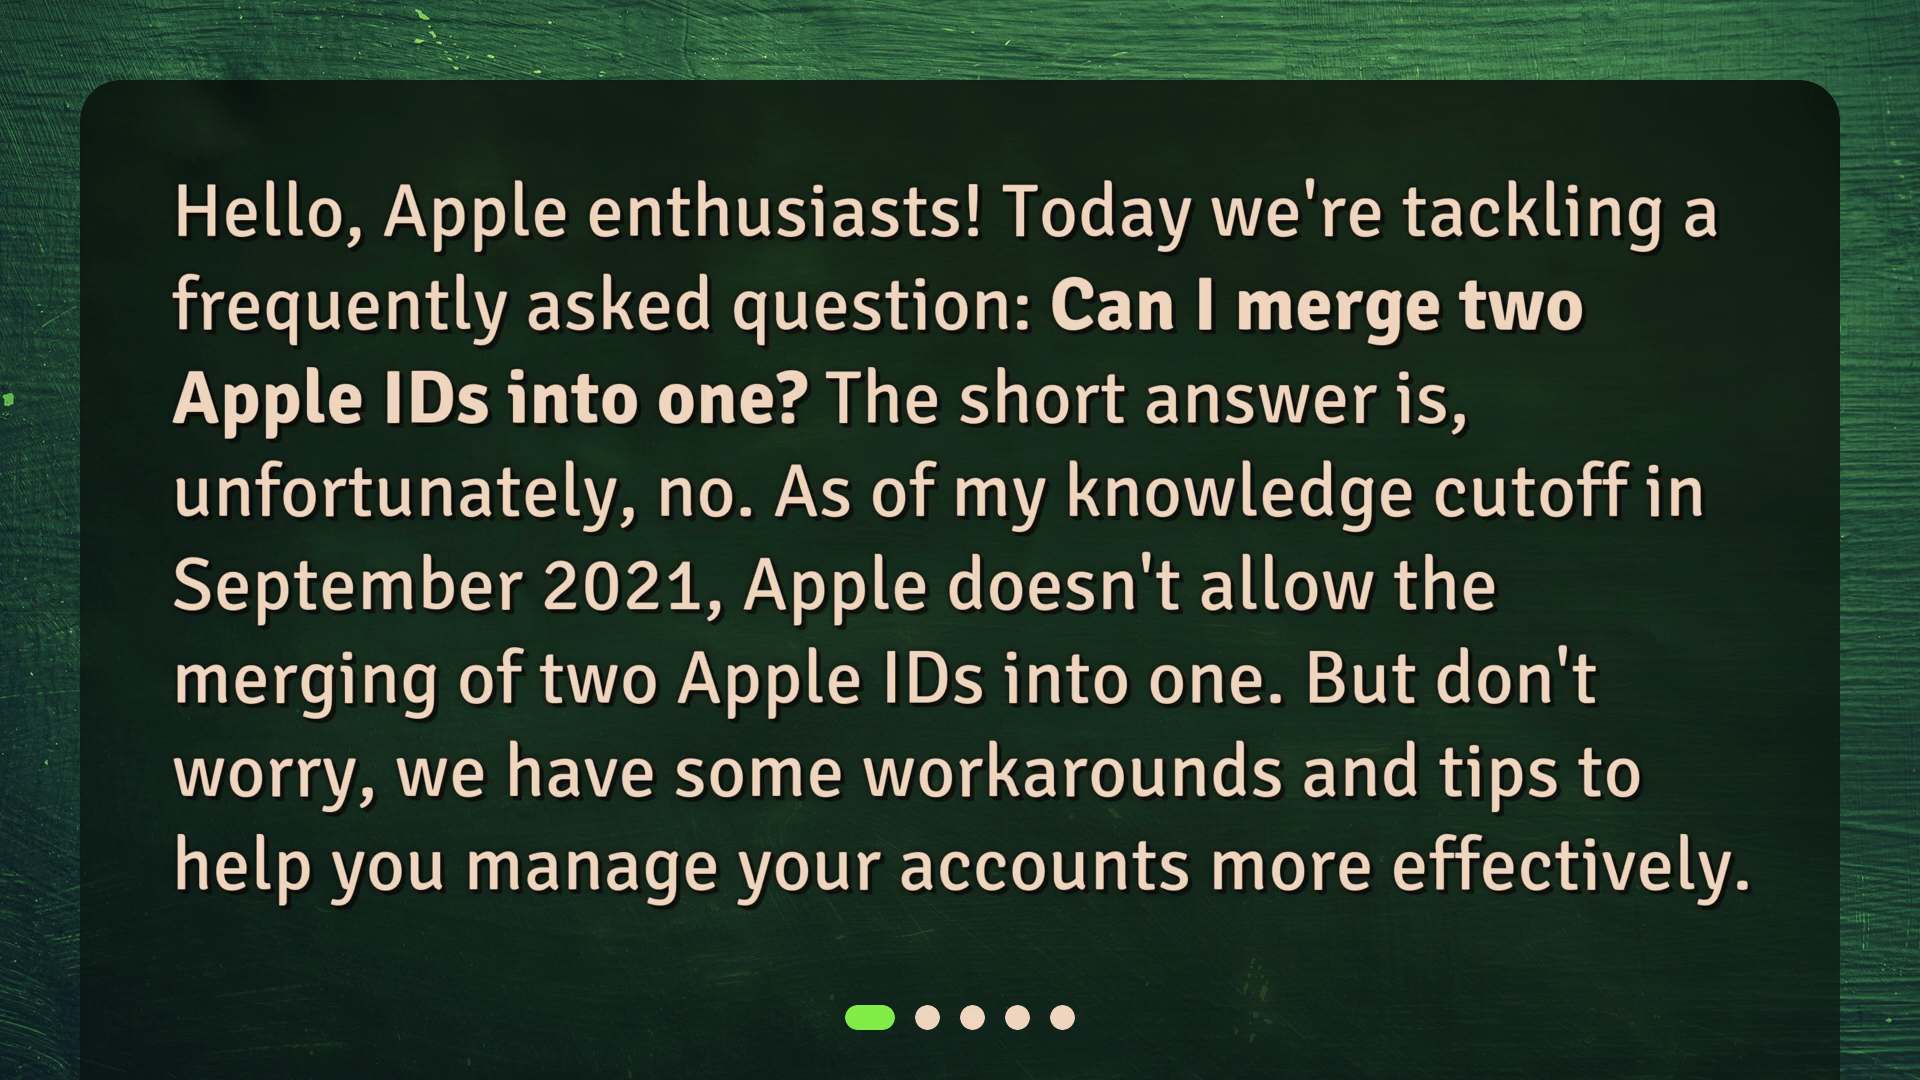 Hello, Apple enthusiasts! Today we're tackling a
frequently asked question: Can I merge two
Apple IDs into one? The short answer is,
unfortunately, no. As of my knowledge cutoff in
September 2021, Apple doesn't allow the
merging of two Apple IDs into one. But don't
worry, we have some workarounds and tips to
help you manage your accounts more effectively.